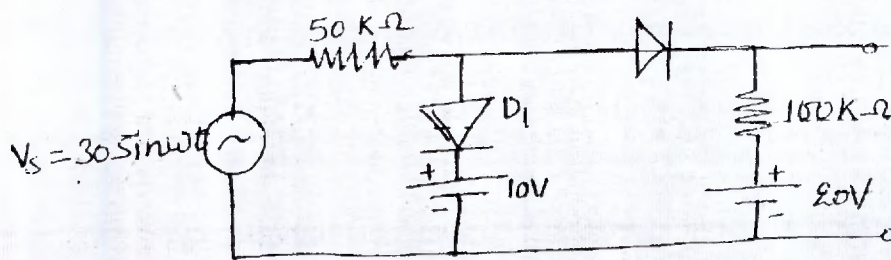 50 KΩ
D1
100K-Ω
Vs = 30 Sinωt
~
+
10V
-
+
20V
-